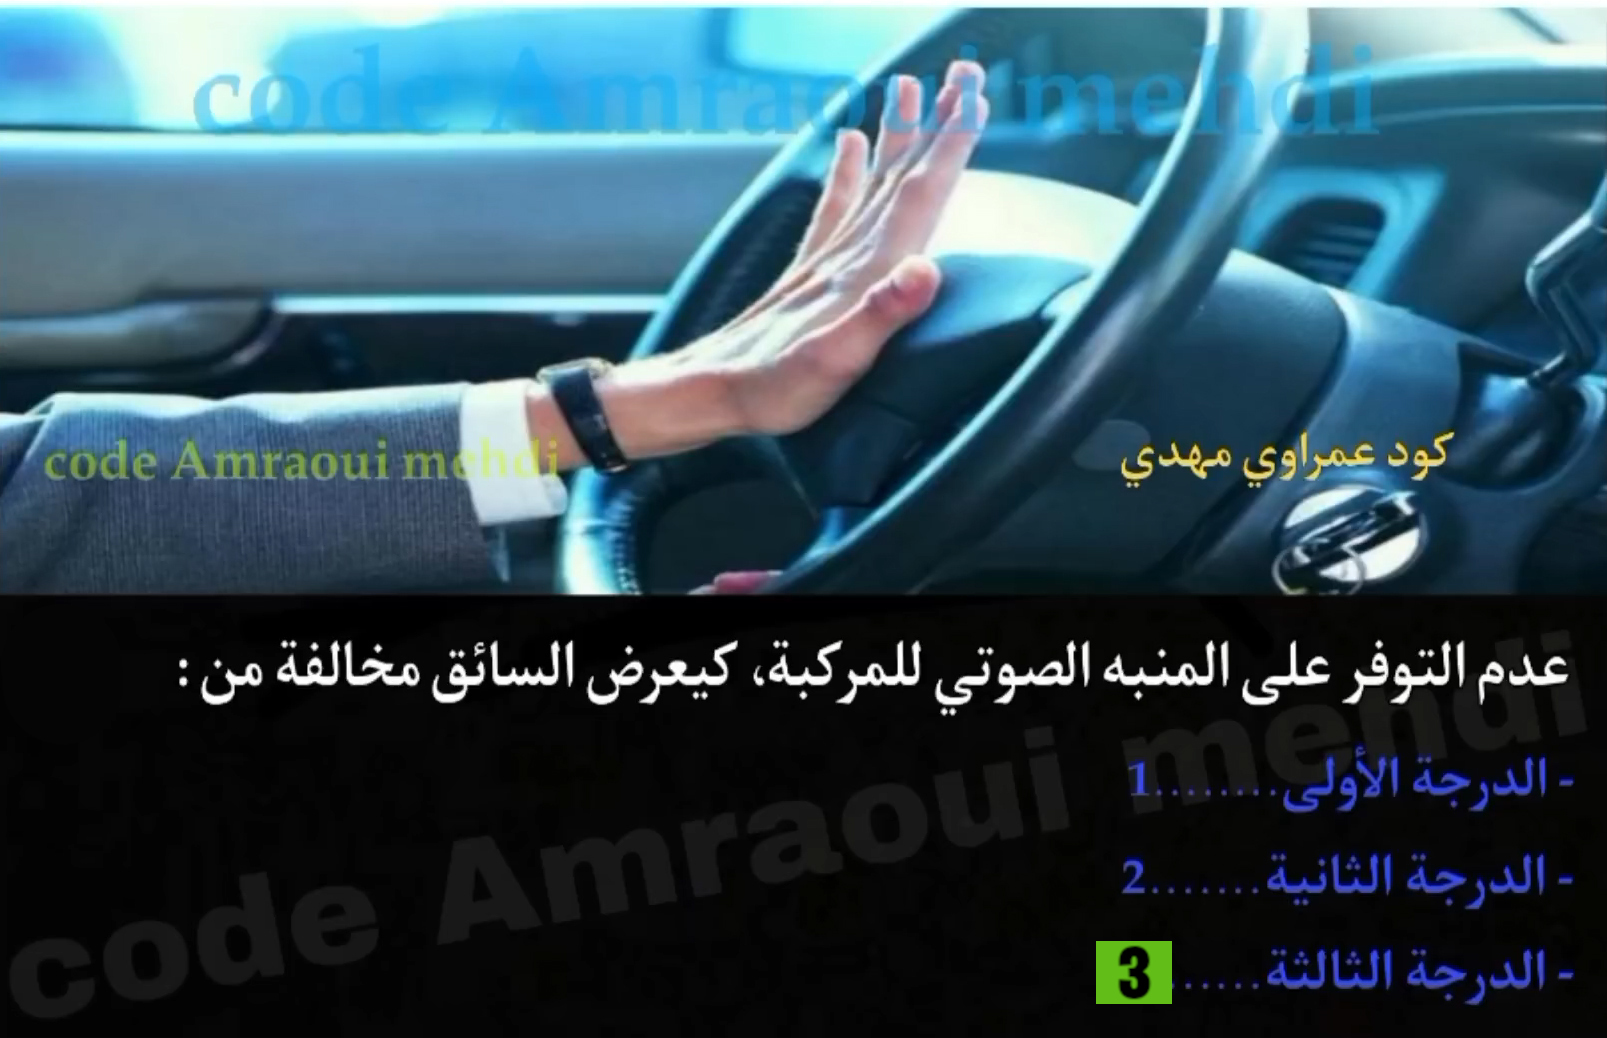 code Amraoui mehdi
code Amraoui mehdi
كود عمراوي مهدي
عدم التوفر على المنبه الصوتي للمركبة، كيعرض السائق مخالفة من :
- الدرجة الأولى........1
- الدرجة الثانية.......2
- الدرجة الثالثة......3
code Amraoui mehdi